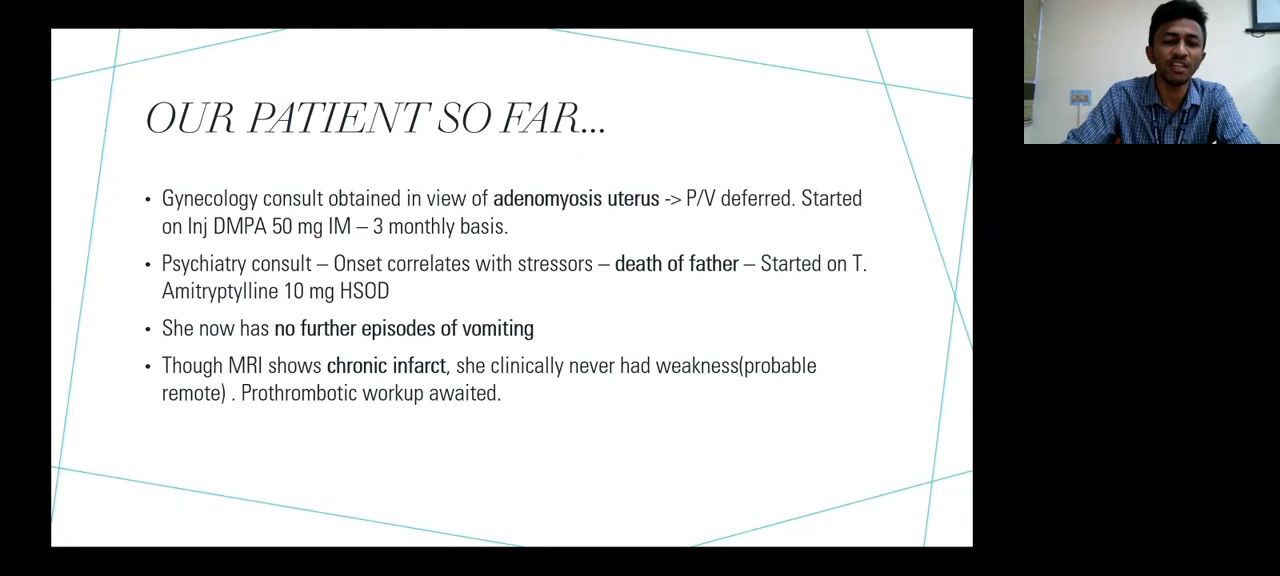 OUR PATIENT SO FAR...
• Gynecology consult obtained in view of adenomyosis uterus -> P/V deferred. Started
on Inj DMPA 50 mg IM – 3 monthly basis.
• Psychiatry consult – Onset correlates with stressors – death of father – Started on T.
Amitryptylline 10 mg HSOD
• She now has no further episodes of vomiting
• Though MRI shows chronic infarct, she clinically never had weakness(probable
remote) . Prothrombotic workup awaited.